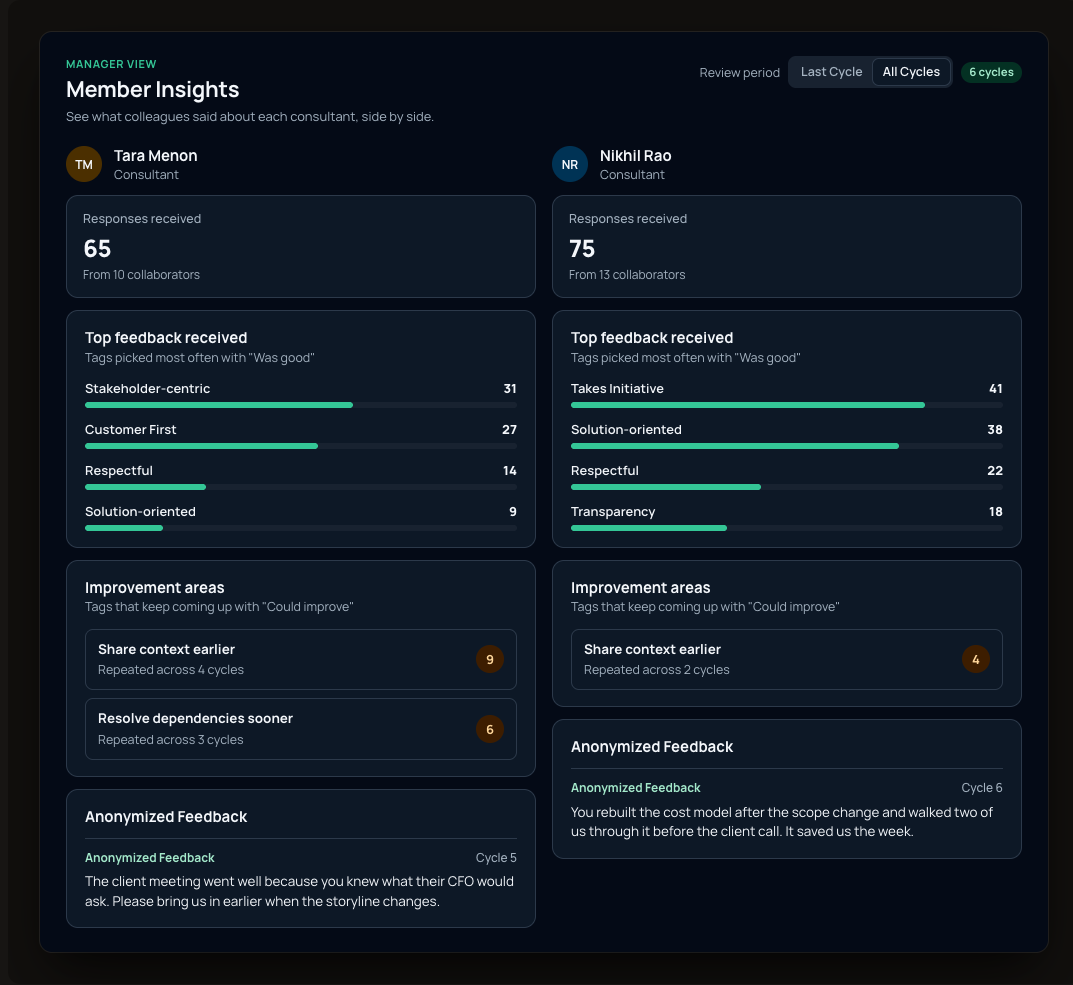 MANAGER VIEW
Member Insights
See what colleagues said about each consultant, side by side.
Review period
Last Cycle
All Cycles
6 cycles
TM
Tara Menon
Consultant
Responses received
65
From 10 collaborators
Top feedback received
Tags picked most often with "Was good"
Stakeholder-centric 31
Customer First 27
Respectful 14
Solution-oriented 9
Improvement areas
Tags that keep coming up with "Could improve"
Share context earlier
Repeated across 4 cycles
9
Resolve dependencies sooner
Repeated across 3 cycles
6
Anonymized Feedback
Anonymized Feedback Cycle 5
The client meeting went well because you knew what their CFO would
ask. Please bring us in earlier when the storyline changes.
NR
Nikhil Rao
Consultant
Responses received
75
From 13 collaborators
Top feedback received
Tags picked most often with "Was good"
Takes Initiative 41
Solution-oriented 38
Respectful 22
Transparency 18
Improvement areas
Tags that keep coming up with "Could improve"
Share context earlier
Repeated across 2 cycles
4
Anonymized Feedback
Anonymized Feedback Cycle 6
You rebuilt the cost model after the scope change and walked two of
us through it before the client call. It saved us the week.